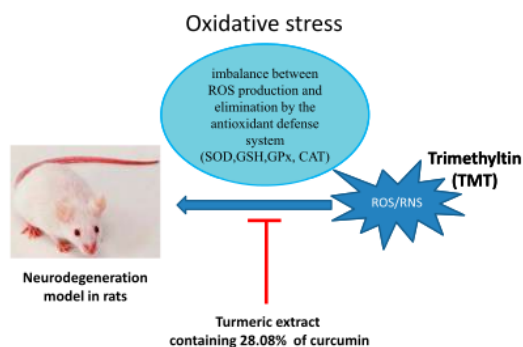 Oxidative stress
imbalance between
ROS production and
elimination by the
antioxidant defense
system
(SOD,GSH,GPx, CAT)
Trimethyltin
(TMT)
ROS/RNS
Neurodegeneration
model in rats
Turmeric extract
containing 28.08% of curcumin